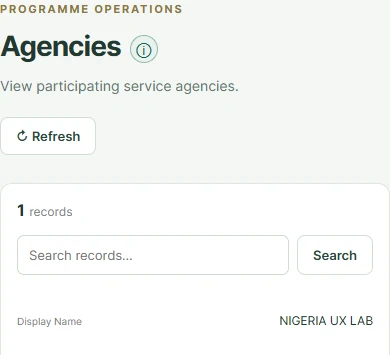 PROGRAMME OPERATIONS
Agencies
View participating service agencies.
Refresh
1 records
Search records...
Search
Display Name NIGERIA UX LAB